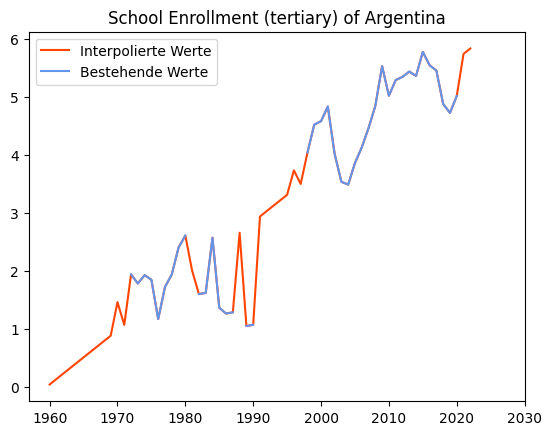 School Enrollment (tertiary) of Argentina
Interpolierte Werte
Bestehende Werte
6
5
4
3
2
1
0
1960 1970 1980 1990 2000 2010 2020 2030